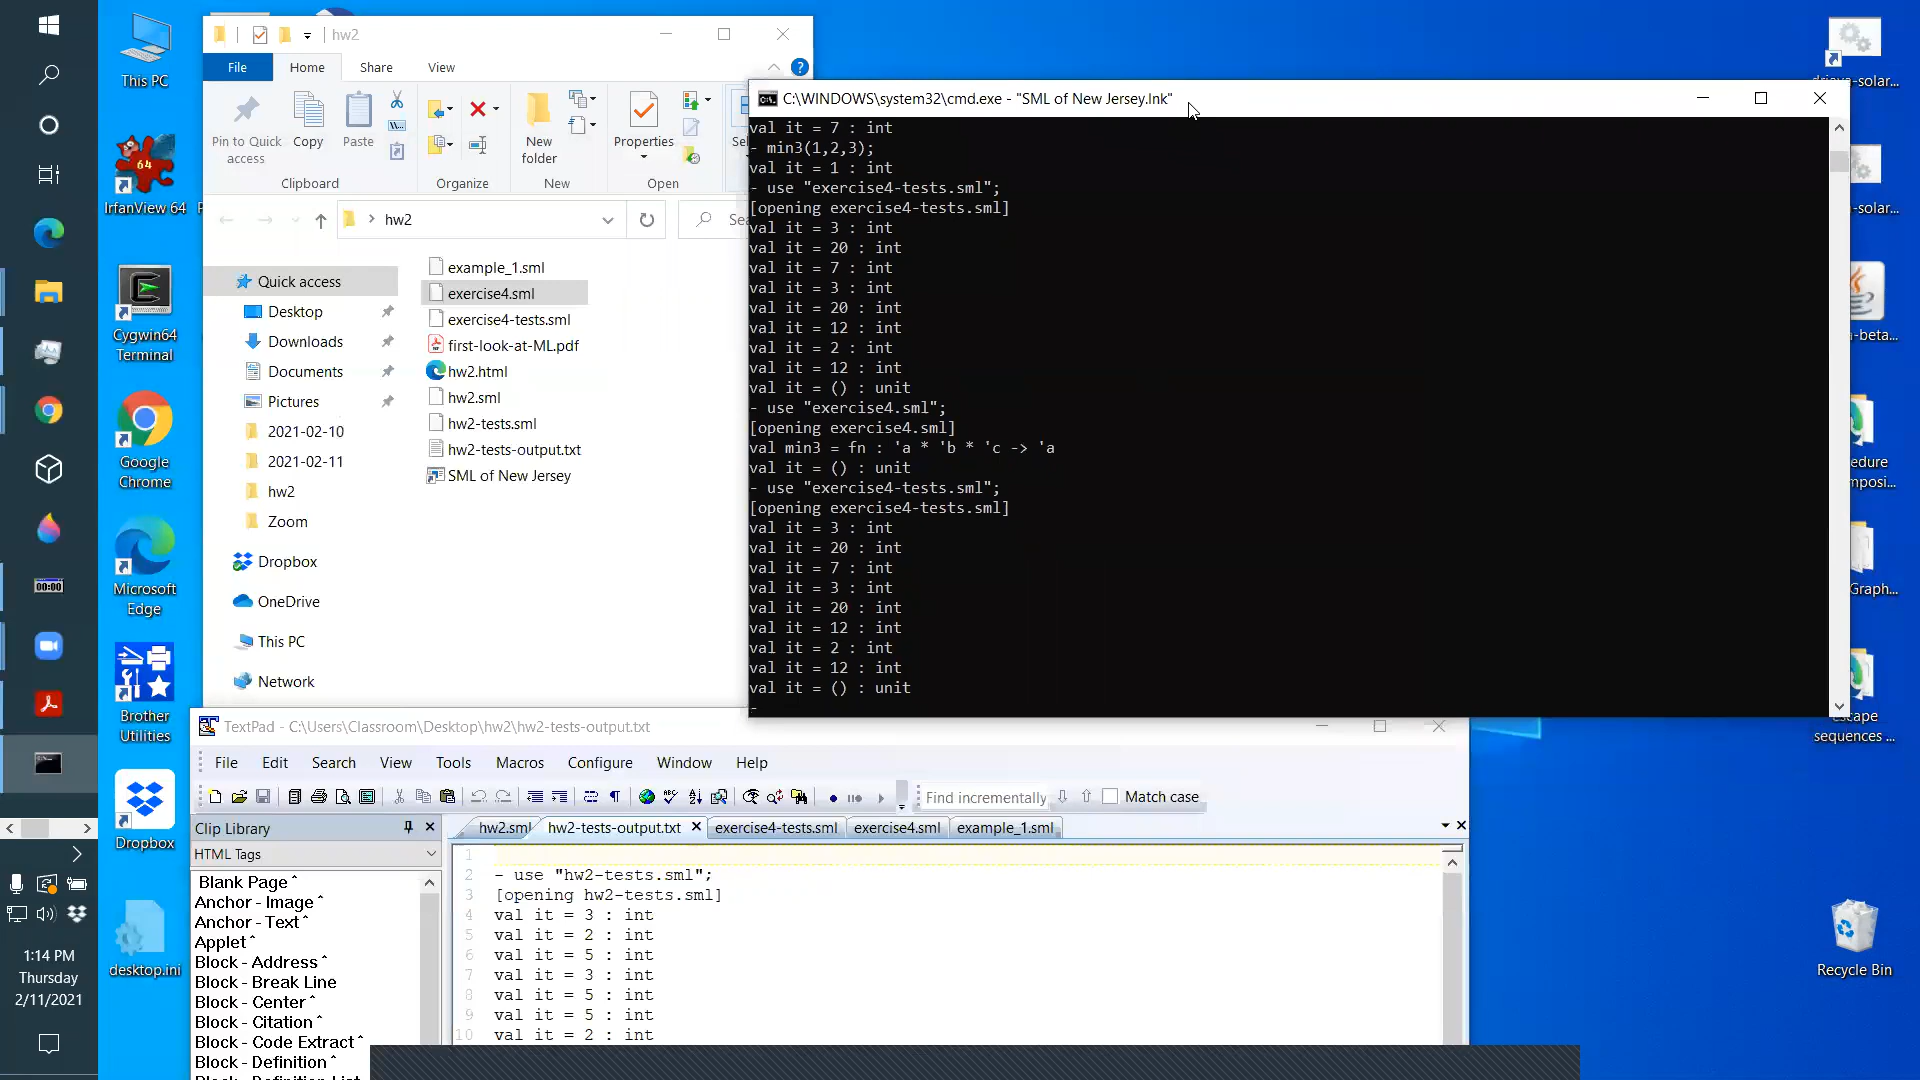 This PC
IrfanView 64
Cygwin64
Terminal
Google
Chrome
Microsoft
Edge
Brother
Utilities
Dropbox
desktop.ini
1:14 PM
Thursday
2/11/2021
00:00
hw2
File
Home
Share
View
Pin to Quick
access
Copy
Paste
New
folder
Properties
Clipboard
Organize
New
Open
hw2
Quick access
Desktop
Downloads
Documents
Pictures
2021-02-10
2021-02-11
hw2
Zoom
Dropbox
OneDrive
This PC
Network
example_1.sml
exercise4.sml
exercise4-tests.sml
first-look-at-ML.pdf
hw2.html
hw2.sml
hw2-tests.sml
hw2-tests-output.txt
SML of New Jersey
C:\WINDOWS\system32\cmd.exe - "SML of New Jersey.lnk"
val it = 7 : int
- min3(1,2,3);
val it = 1 : int
- use "exercise4-tests.sml";
[opening exercise4-tests.sml]
val it = 3 : int
val it = 20 : int
val it = 7 : int
val it = 3 : int
val it = 20 : int
val it = 12 : int
val it = 2 : int
val it = 12 : int
val it = () : unit
- use "exercise4.sml";
[opening exercise4.sml]
val min3 = fn : 'a * 'b * 'c -> 'a
val it = () : unit
- use "exercise4-tests.sml";
[opening exercise4-tests.sml]
val it = 3 : int
val it = 20 : int
val it = 7 : int
val it = 3 : int
val it = 20 : int
val it = 12 : int
val it = 2 : int
val it = 12 : int
val it = () : unit
-
TextPad - C:\Users\Classroom\Desktop\hw2\hw2-tests-output.txt
File Edit Search View Tools Macros Configure Window Help
Find incrementally
Match case
Clip Library
HTML Tags
Blank Page ^
Anchor - Image ^
Anchor - Text ^
Applet ^
Block - Address ^
Block - Break Line
Block - Center ^
Block - Citation ^
Block - Code Extract ^
Block - Definition ^
hw2.sml
hw2-tests-output.txt
exercise4-tests.sml
exercise4.sml
example_1.sml
1
2 - use "hw2-tests.sml";
3 [opening hw2-tests.sml]
4 val it = 3 : int
5 val it = 2 : int
6 val it = 5 : int
7 val it = 3 : int
8 val it = 5 : int
9 val it = 5 : int
10 val it = 2 : int
-solar...
-solar...
-beta...
Graph...
sequences ...
Recycle Bin